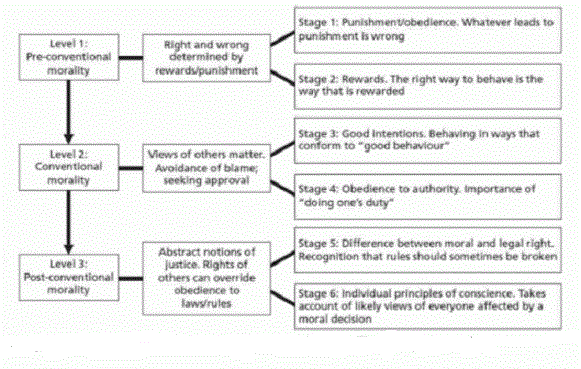 Level 1:
Pre-conventional
morality
Right and wrong
determined by
rewards/punishment
Stage 1: Punishment/obedience. Whatever leads to
punishment is wrong
Stage 2: Rewards. The right way to behave is the
way that is rewarded
Level 2:
Conventional
morality
Views of others matter.
Avoidance of blame;
seeking approval
Stage 3: Good intentions. Behaving in ways that
conform to "good behaviour"
Stage 4: Obedience to authority. Importance of
"doing one's duty"
Level 3:
Post-conventional
morality
Abstract notions of
justice. Rights of
others can override
obedience to
laws/rules
Stage 5: Difference between moral and legal right.
Recognition that rules should sometimes be broken
Stage 6: Individual principles of conscience. Takes
account of likely views of everyone affected by a
moral decision